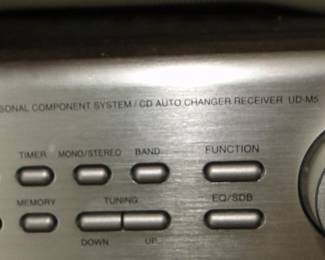 SONAL COMPONENT SYSTEM / CD AUTO CHANGER RECEIVER UD-M5
TIMER MONO/STEREO BAND FUNCTION
MEMORY TUNING EQ/SDB
DOWN UP